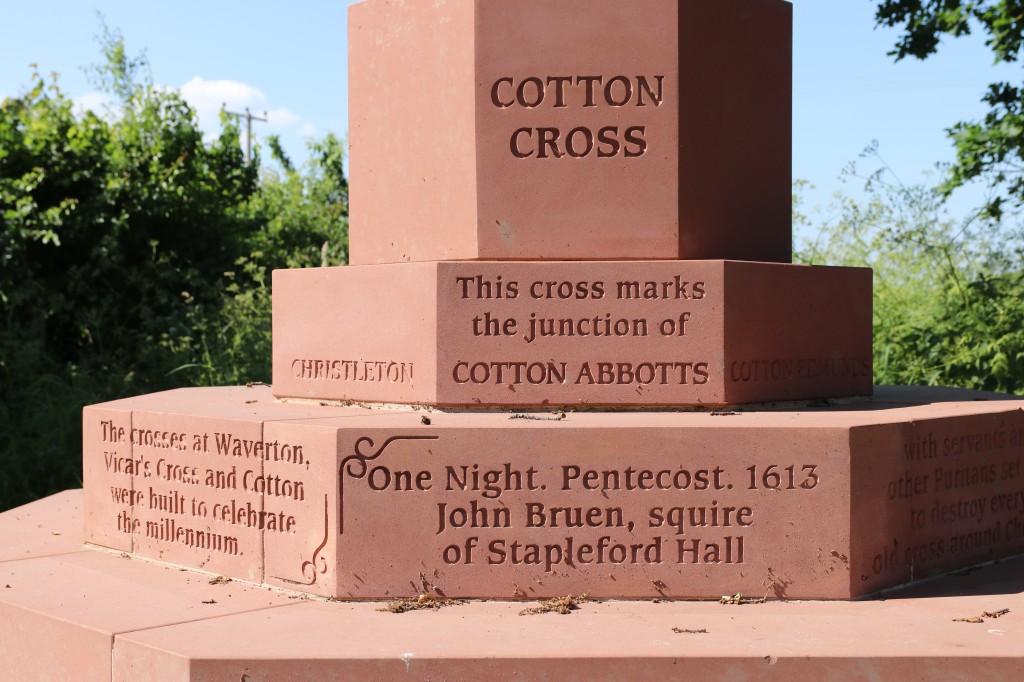 COTTON
CROSS
This cross marks
the junction of
CHRISTLETON
COTTON ABBOTTS
COTTON EDMUNDS
The crosses at Waverton,
Vicar's Cross and Cotton
were built to celebrate
the millennium.
One Night. Pentecost. 1613
John Bruen, squire
of Stapleford Hall
with servants
other Puritans set
to destroy every
old cross around